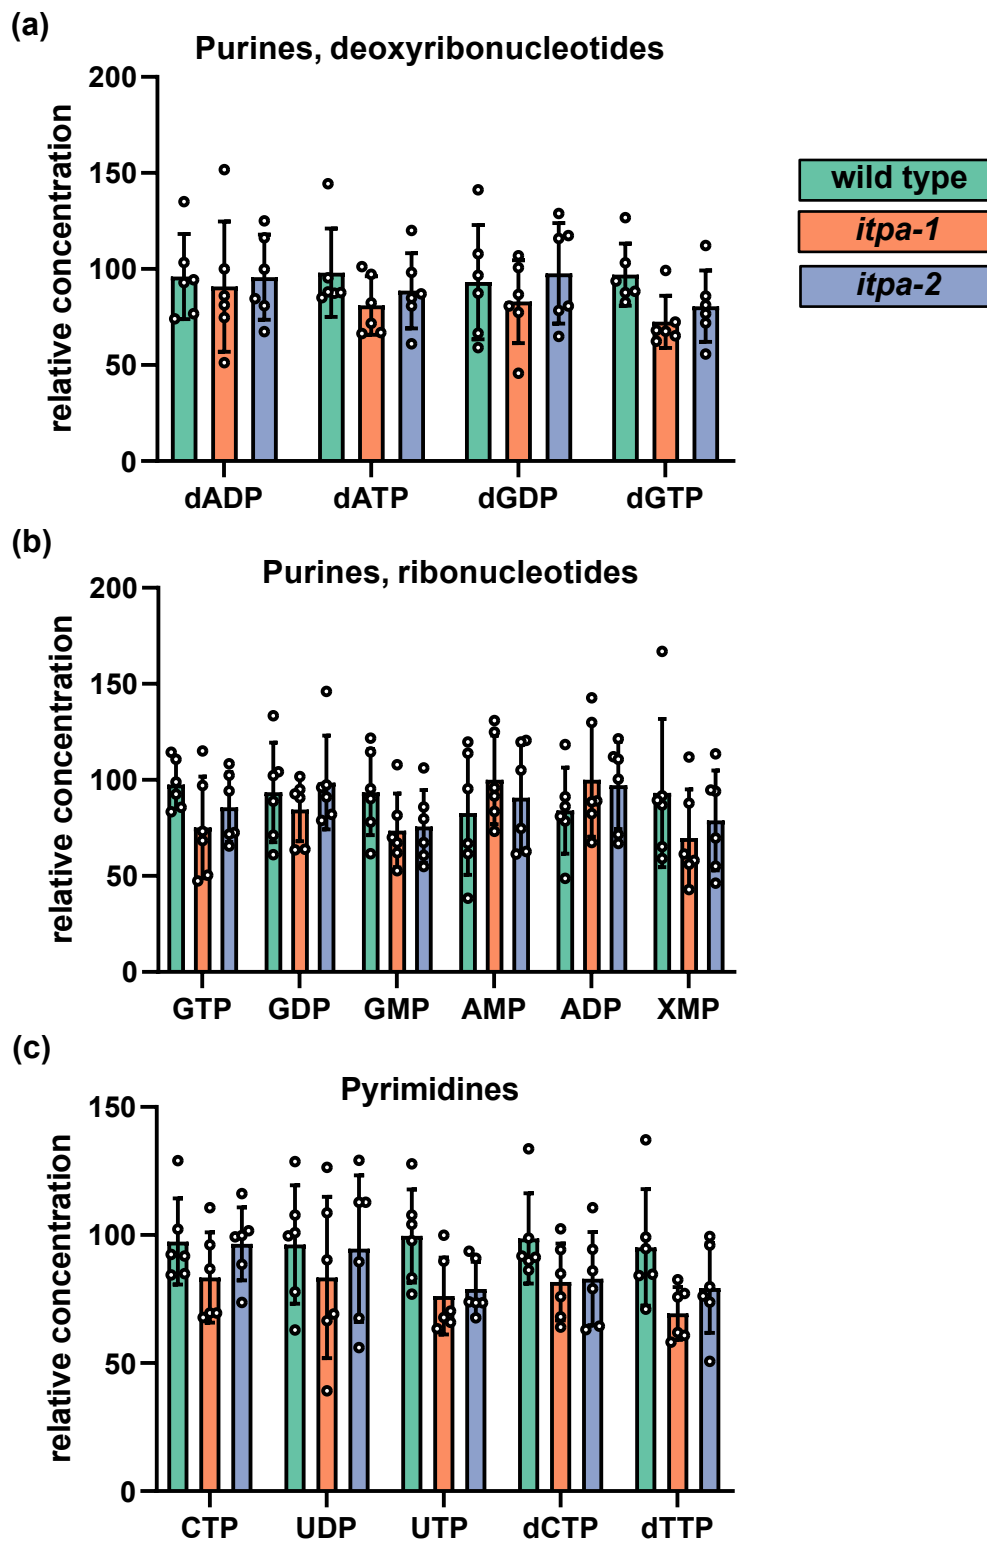 (a)
Purines, deoxyribonucleotides
relative concentration
200
150
100
50
0
dADP dATP dGDP dGTP
wild type
itpa-1
itpa-2
(b)
Purines, ribonucleotides
relative concentration
200
150
100
50
0
GTP GDP GMP AMP ADP XMP
(c)
Pyrimidines
relative concentration
150
100
50
0
CTP UDP UTP dCTP dTTP